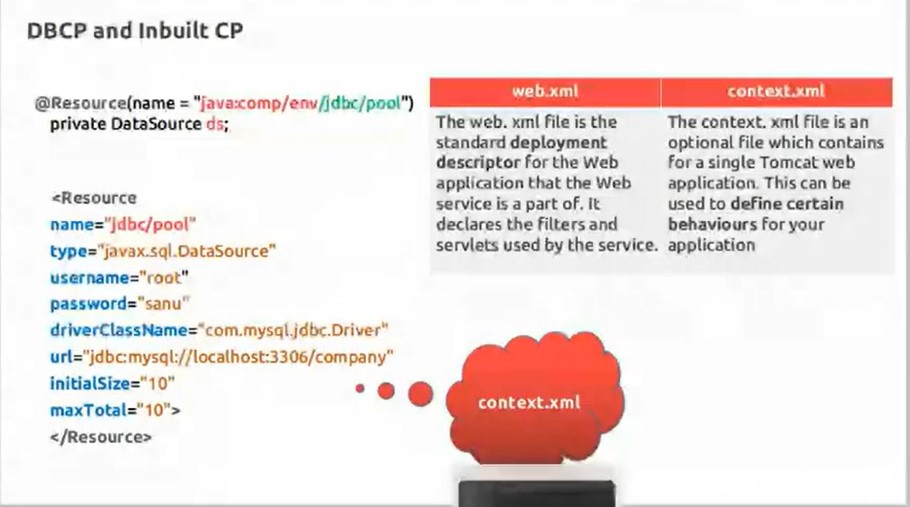 DBCP and Inbuilt CP
@Resource(name = "java:comp/env/jdbc/pool")
private DataSource ds;
<Resource
name="jdbc/pool"
type="javax.sql.DataSource"
username="root"
password="sanu"
driverClassName="com.mysql.jdbc.Driver"
url="jdbc:mysql://localhost:3306/company"
initialSize="10"
maxTotal="10">
</Resource>
web.xml
The web. xml file is the
standard deployment
descriptor for the Web
application that the Web
service is a part of. It
declares the filters and
servlets used by the service.
context.xml
The context. xml file is an
optional file which contains
for a single Tomcat web
application. This can be
used to define certain
behaviours for your
application
context.xml